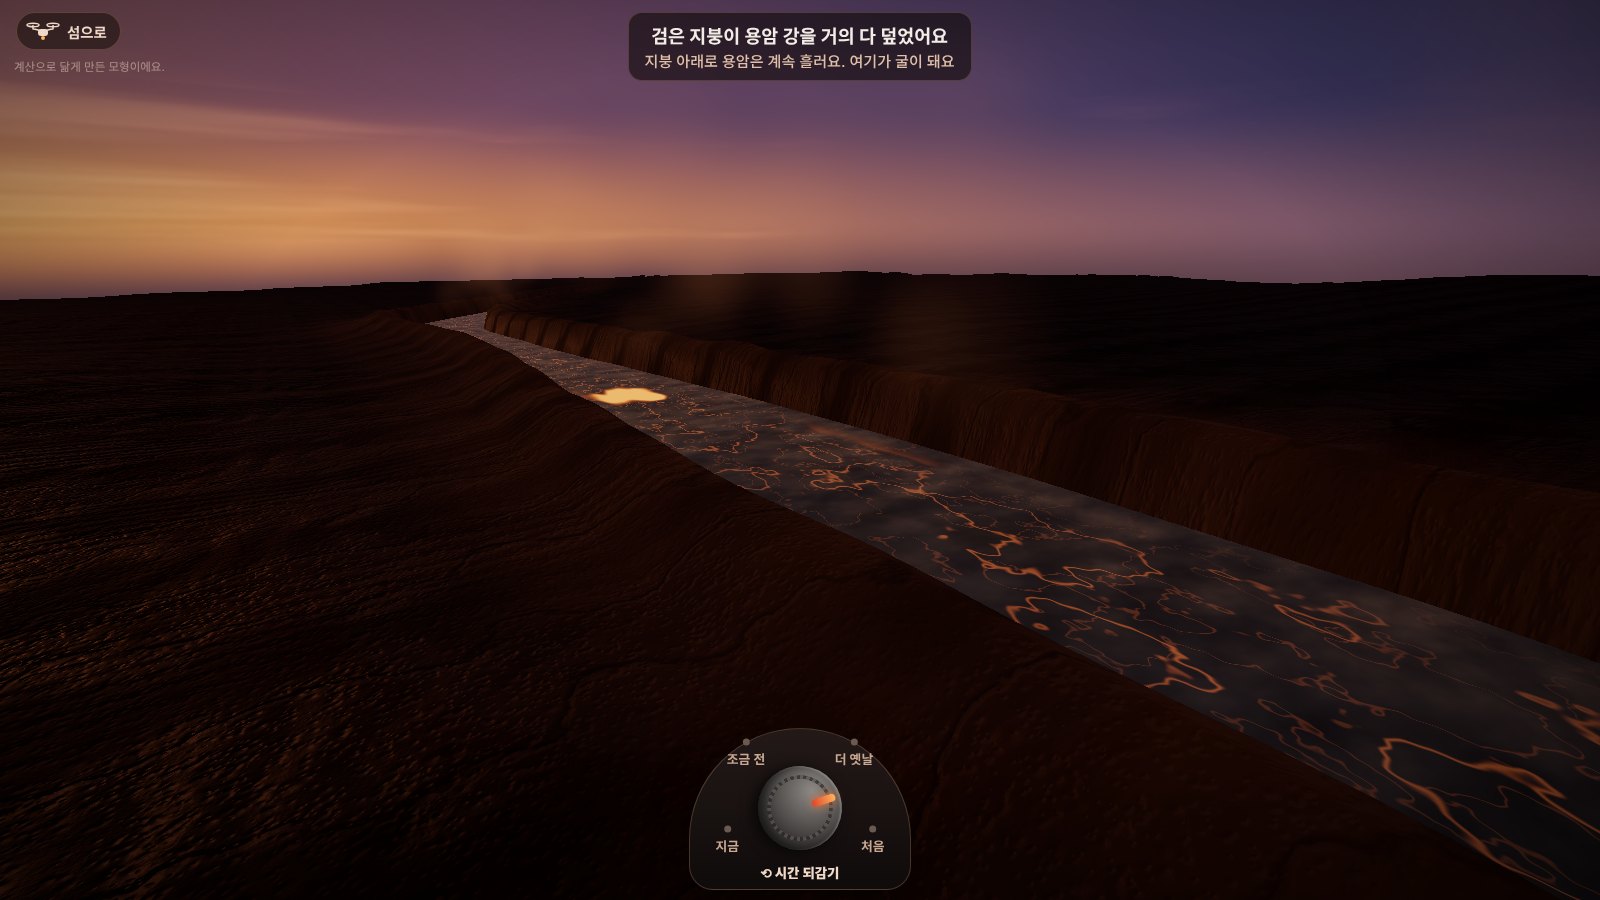 섬으로
계산으로 닮게 만든 모형이에요.
검은 지붕이 용암 강을 거의 다 덮었어요
지붕 아래로 용암은 계속 흘러요. 여기가 굴이 돼요
조금 전
더 옛날
지금
처음
⟲ 시간 되감기